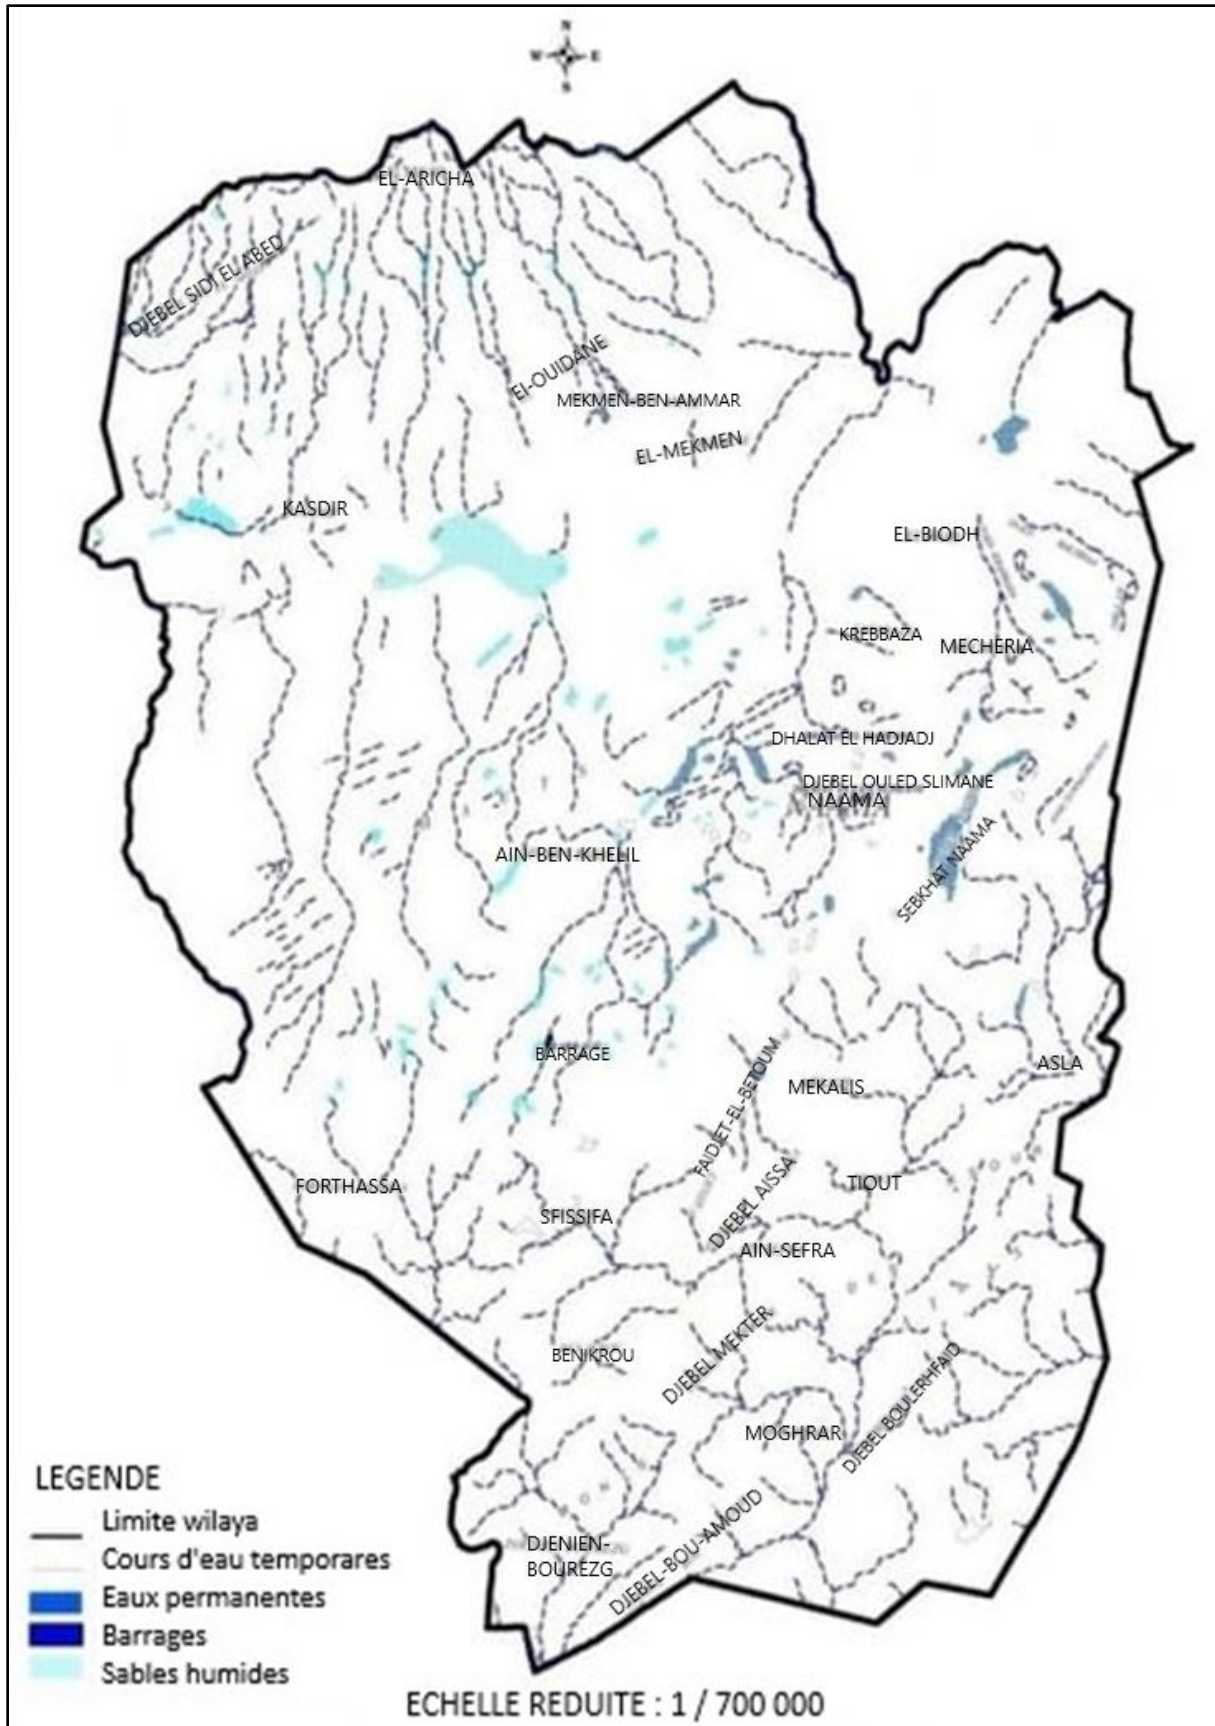 N
W E
S
EL-ARICHA
DJEBEL SIDI EL ABED
El-OUIDANE
MEKMEN-BEN-AMMAR
EL-MEKMEN
KASDIR
EL-BIODH
KREBBAZA
MECHERIA
DHALAT EL HADJADJ
DJEBEL OULED SLIMANE
NAAMA
AIN-BEN-KHELIL
SEBKHAT NAAMA
BARRAGE
FAIDJET-EL-BETOUM
MEKALIS
ASLA
FORTHASSA
DJEBEL AISSA
TIOUT
SFISSIFA
AIN-SEFRA
BENIKROU
DJEBEL MEKTER
DJEBEL BOULERHFAID
MOGHRAR
DJENIEN-
BOUREZG
DJEBEL-BOU-AMOUD
LEGENDE
Limite wilaya
Cours d'eau temporares
Eaux permanentes
Barrages
Sables humides
ECHELLE REDUITE : 1 / 700 000